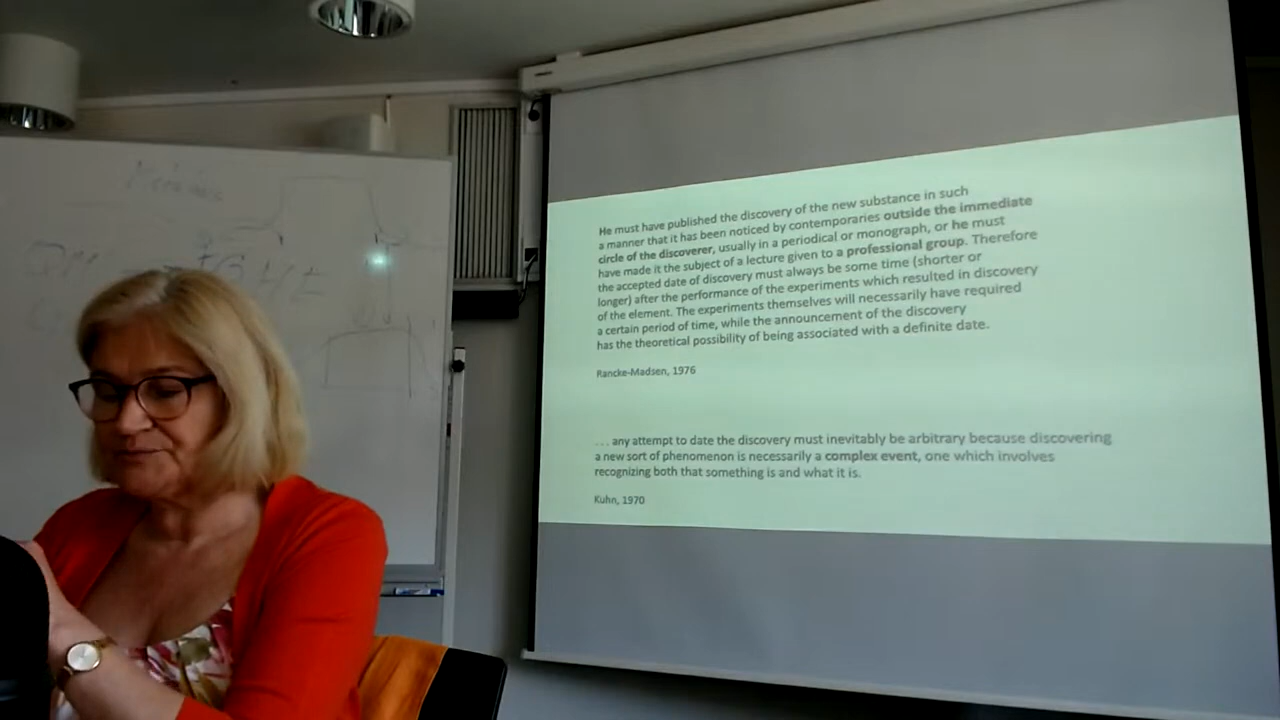 He must have published the discovery of the new substance in such
a manner that it has been noticed by contemporaries outside the immediate
circle of the discoverer, usually in a periodical or monograph, or he must
have made it the subject of a lecture given to a professional group. Therefore
the accepted date of discovery must always be some time (shorter or
longer) after the performance of the experiments which resulted in discovery
of the element. The experiments themselves will necessarily have required
a certain period of time, while the announcement of the discovery
has the theoretical possibility of being associated with a definite date.
Rancke-Madsen, 1976
. . . any attempt to date the discovery must inevitably be arbitrary because discovering
a new sort of phenomenon is necessarily a complex event, one which involves
recognizing both that something is and what it is.
Kuhn, 1970